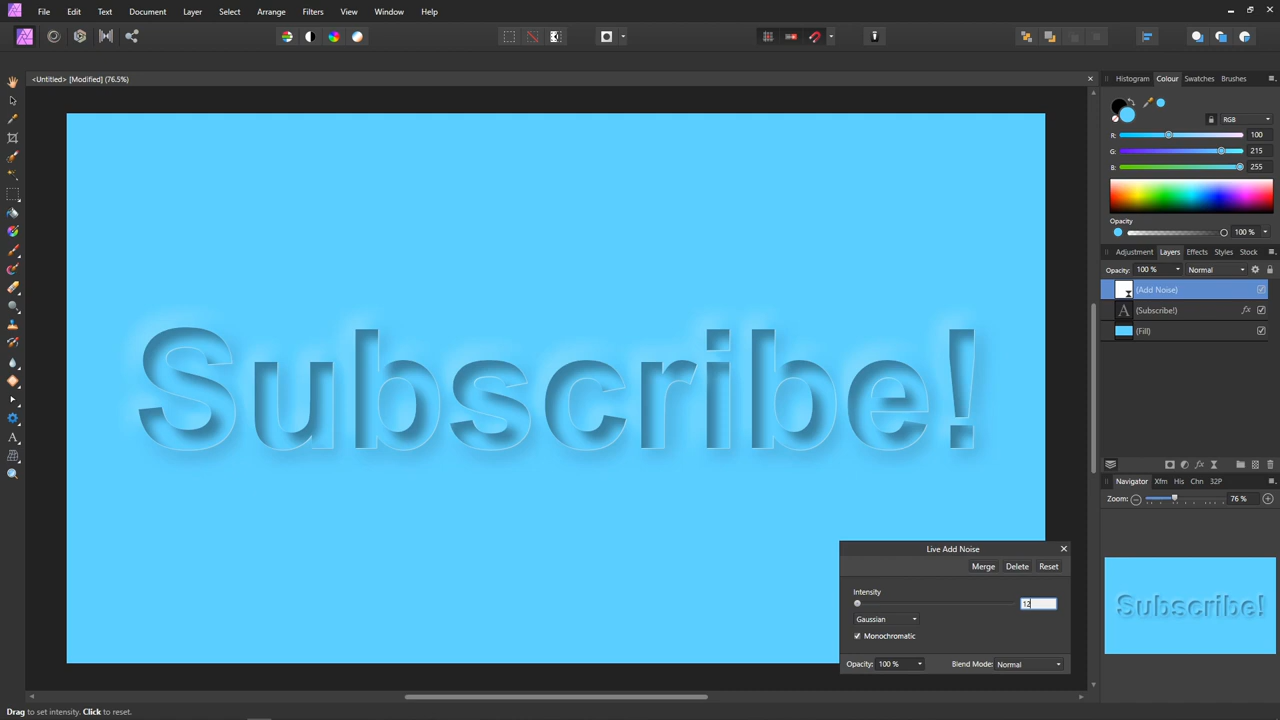 File Edit Text Document Layer Select Arrange Filters View Window Help
<Untitled> [Modified] (76.5%)
Histogram Colour Swatches Brushes
RGB
R: 100
G: 215
B: 255
Opacity
100 %
Adjustment Layers Effects Styles Stock
Opacity: 100 % Normal
(Add Noise)
A (Subscribe!) fx
(Fill)
Subscribe!
fx
Navigator Xfm His Chn 32P
Zoom: 76 %
Subscribe!
Live Add Noise
Merge Delete Reset
Intensity
12
Gaussian
Monochromatic
Opacity: 100 % Blend Mode: Normal
Drag to set intensity. Click to reset.